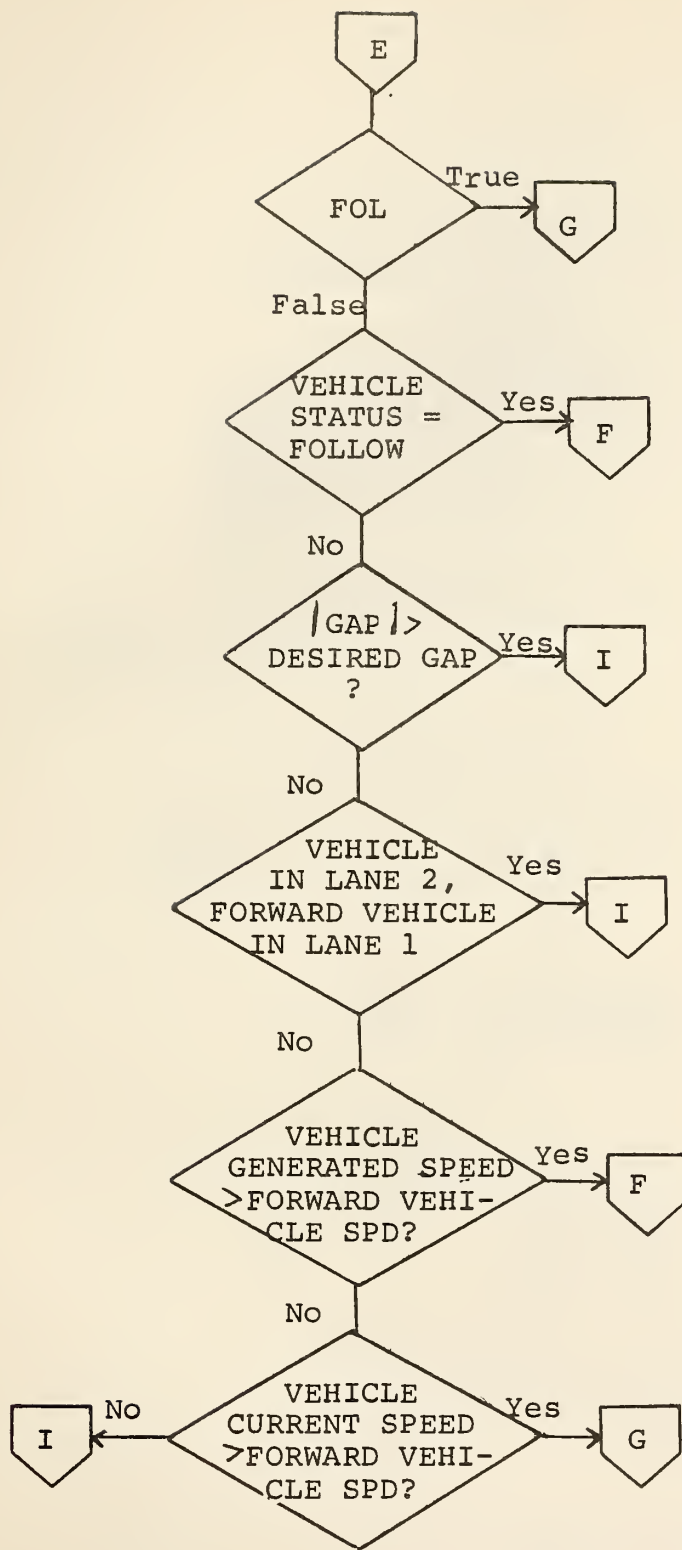 E
FOL
True
G
False
VEHICLE
STATUS =
FOLLOW
Yes
F
No
|GAP|>
DESIRED GAP
?
Yes
I
No
VEHICLE
IN LANE 2,
FORWARD VEHICLE
IN LANE 1
Yes
I
No
VEHICLE
GENERATED SPEED
>FORWARD VEHI-
CLE SPD?
Yes
F
No
VEHICLE
CURRENT SPEED
>FORWARD VEHI-
CLE SPD?
No
I
Yes
G